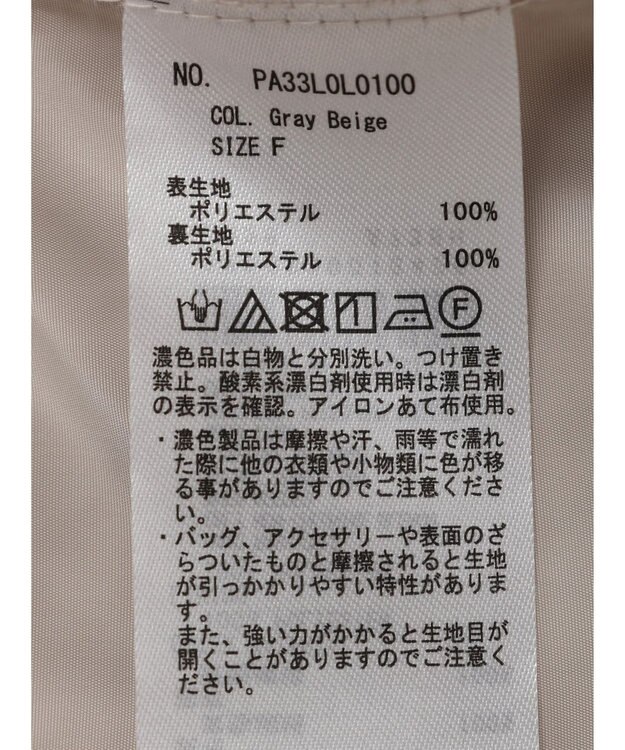 NO. PA33L0L0100
COL. Gray Beige
SIZE F
表生地
ポリエステル 100%
裏生地
ポリエステル 100%
F
濃色品は白物と分別洗い。つけ置き
禁止。酸素系漂白剤使用時は漂白剤
の表示を確認。アイロンあて布使用。
・濃色製品は摩擦や汗、雨等で濡れ
た際に他の衣類や小物類に色が移
る事がありますのでご注意くださ
い。
・バッグ、アクセサリーや表面のざ
らついたものと摩擦されると生地
が引っかかりやすい特性がありま
す。
また、強い力がかかると生地目が
開くことがありますのでご注意く
ださい。